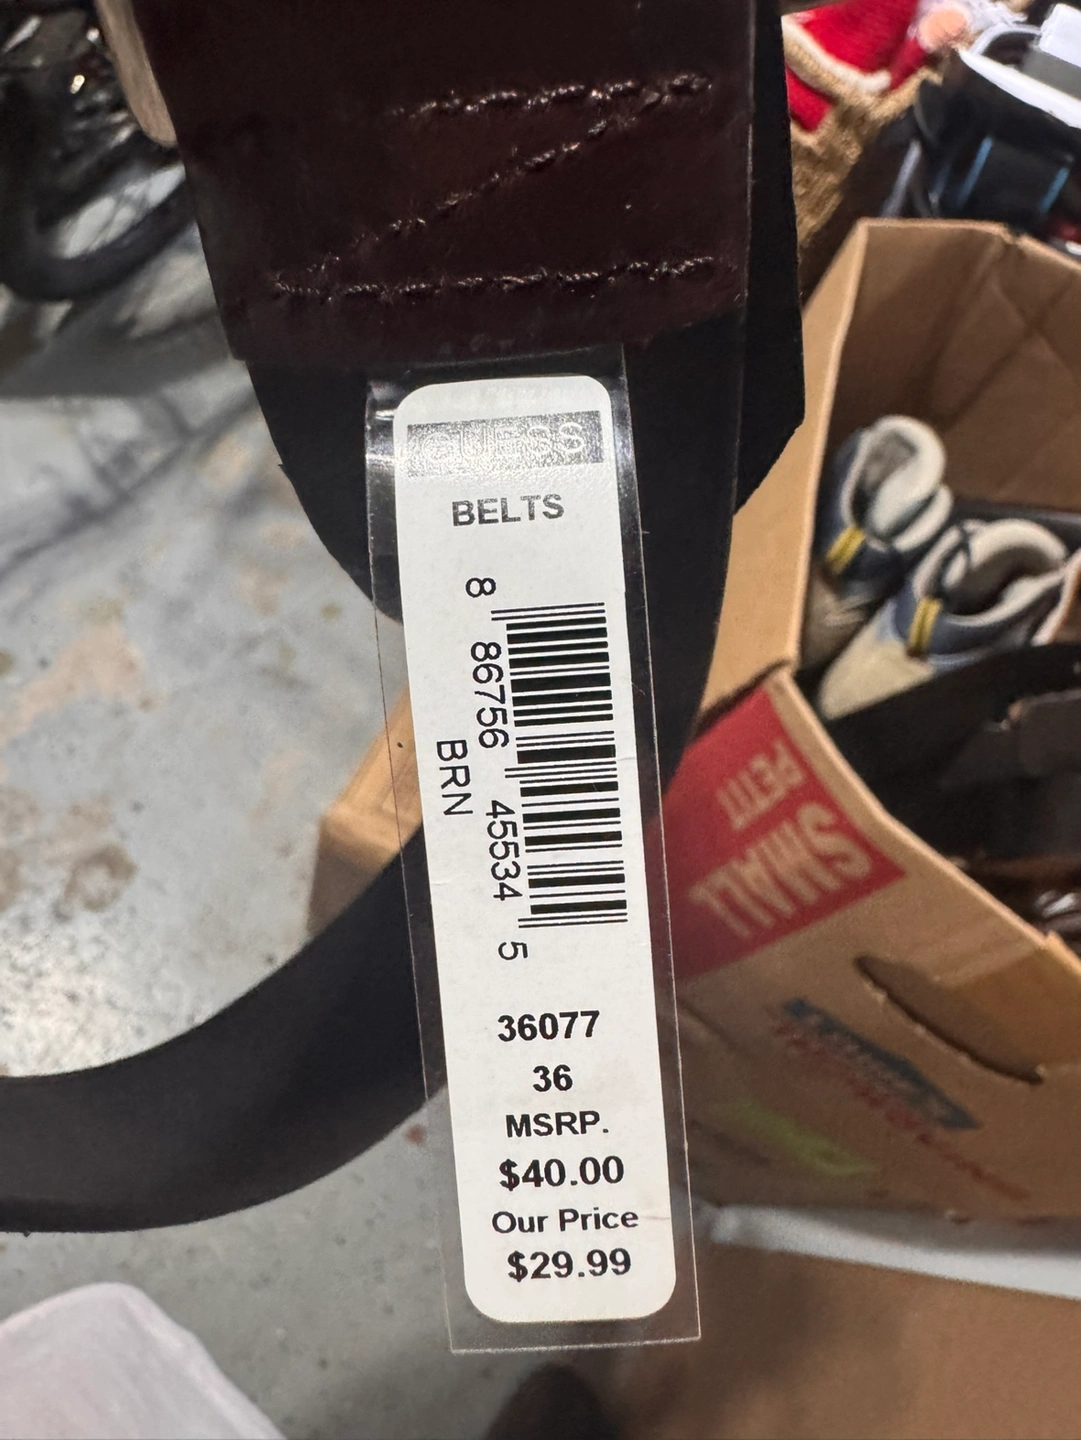 GUESS
BELTS
8 86756 45534 5
BRN
36077
36
MSRP.
$40.00
Our Price
$29.99
SMALL
PETIT